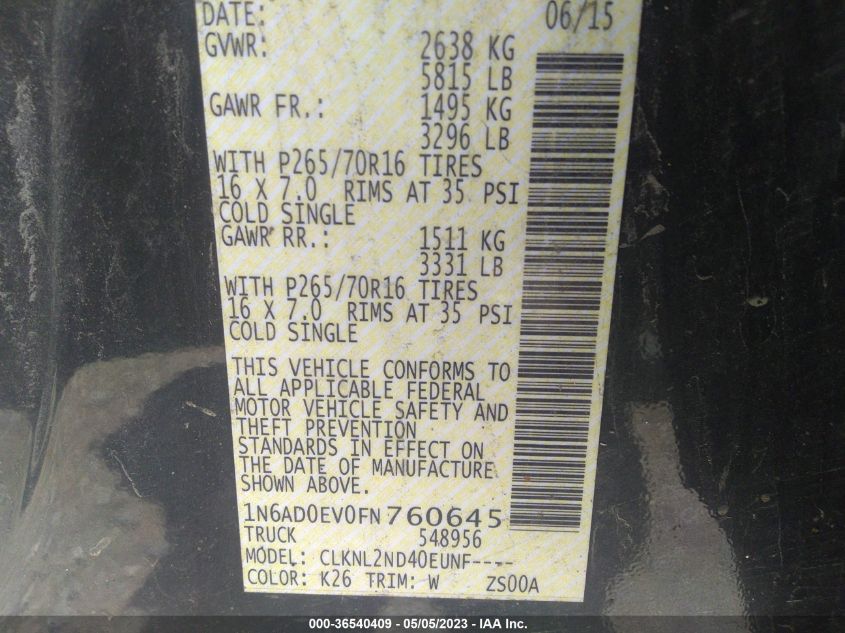 DATE: 06/15
GVWR: 2638 KG
5815 LB
GAWR FR.: 1495 KG
3296 LB
WITH P265/70R16 TIRES
16 X 7.0 RIMS AT 35 PSI
COLD SINGLE
GAWR RR.: 1511 KG
3331 LB
WITH P265/70R16 TIRES
16 X 7.0 RIMS AT 35 PSI
COLD SINGLE
THIS VEHICLE CONFORMS TO
ALL APPLICABLE FEDERAL
MOTOR VEHICLE SAFETY AND
THEFT PREVENTION
STANDARDS IN EFFECT ON
THE DATE OF MANUFACTURE
SHOWN ABOVE.
1N6AD0EV0FN760645
TRUCK 548956
MODEL: CLKNL2ND40EUNF----
COLOR: K26 TRIM: W ZS00A
000-36540409 - 05/05/2023 - IAA Inc.